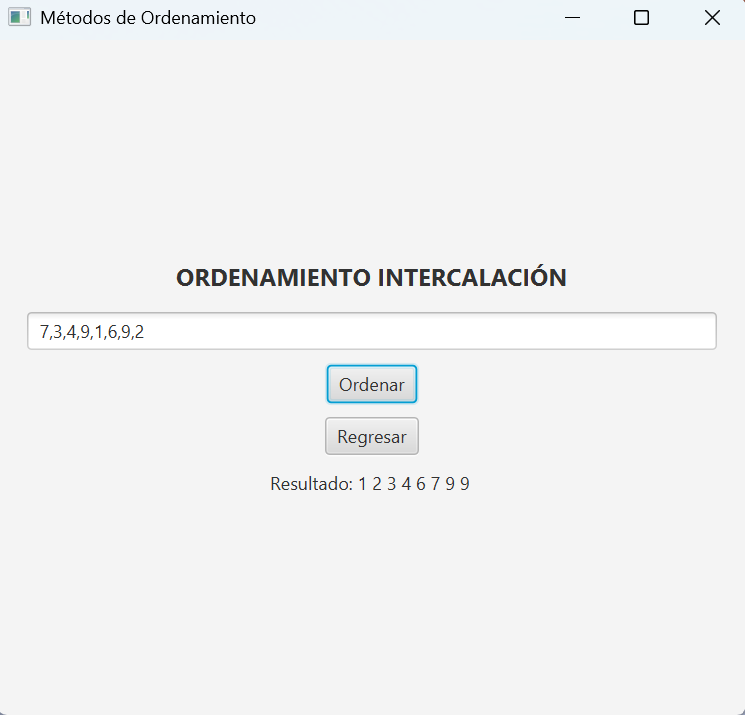 Métodos de Ordenamiento
ORDENAMIENTO INTERCALACIÓN
7,3,4,9,1,6,9,2
Ordenar
Regresar
Resultado: 1 2 3 4 6 7 9 9